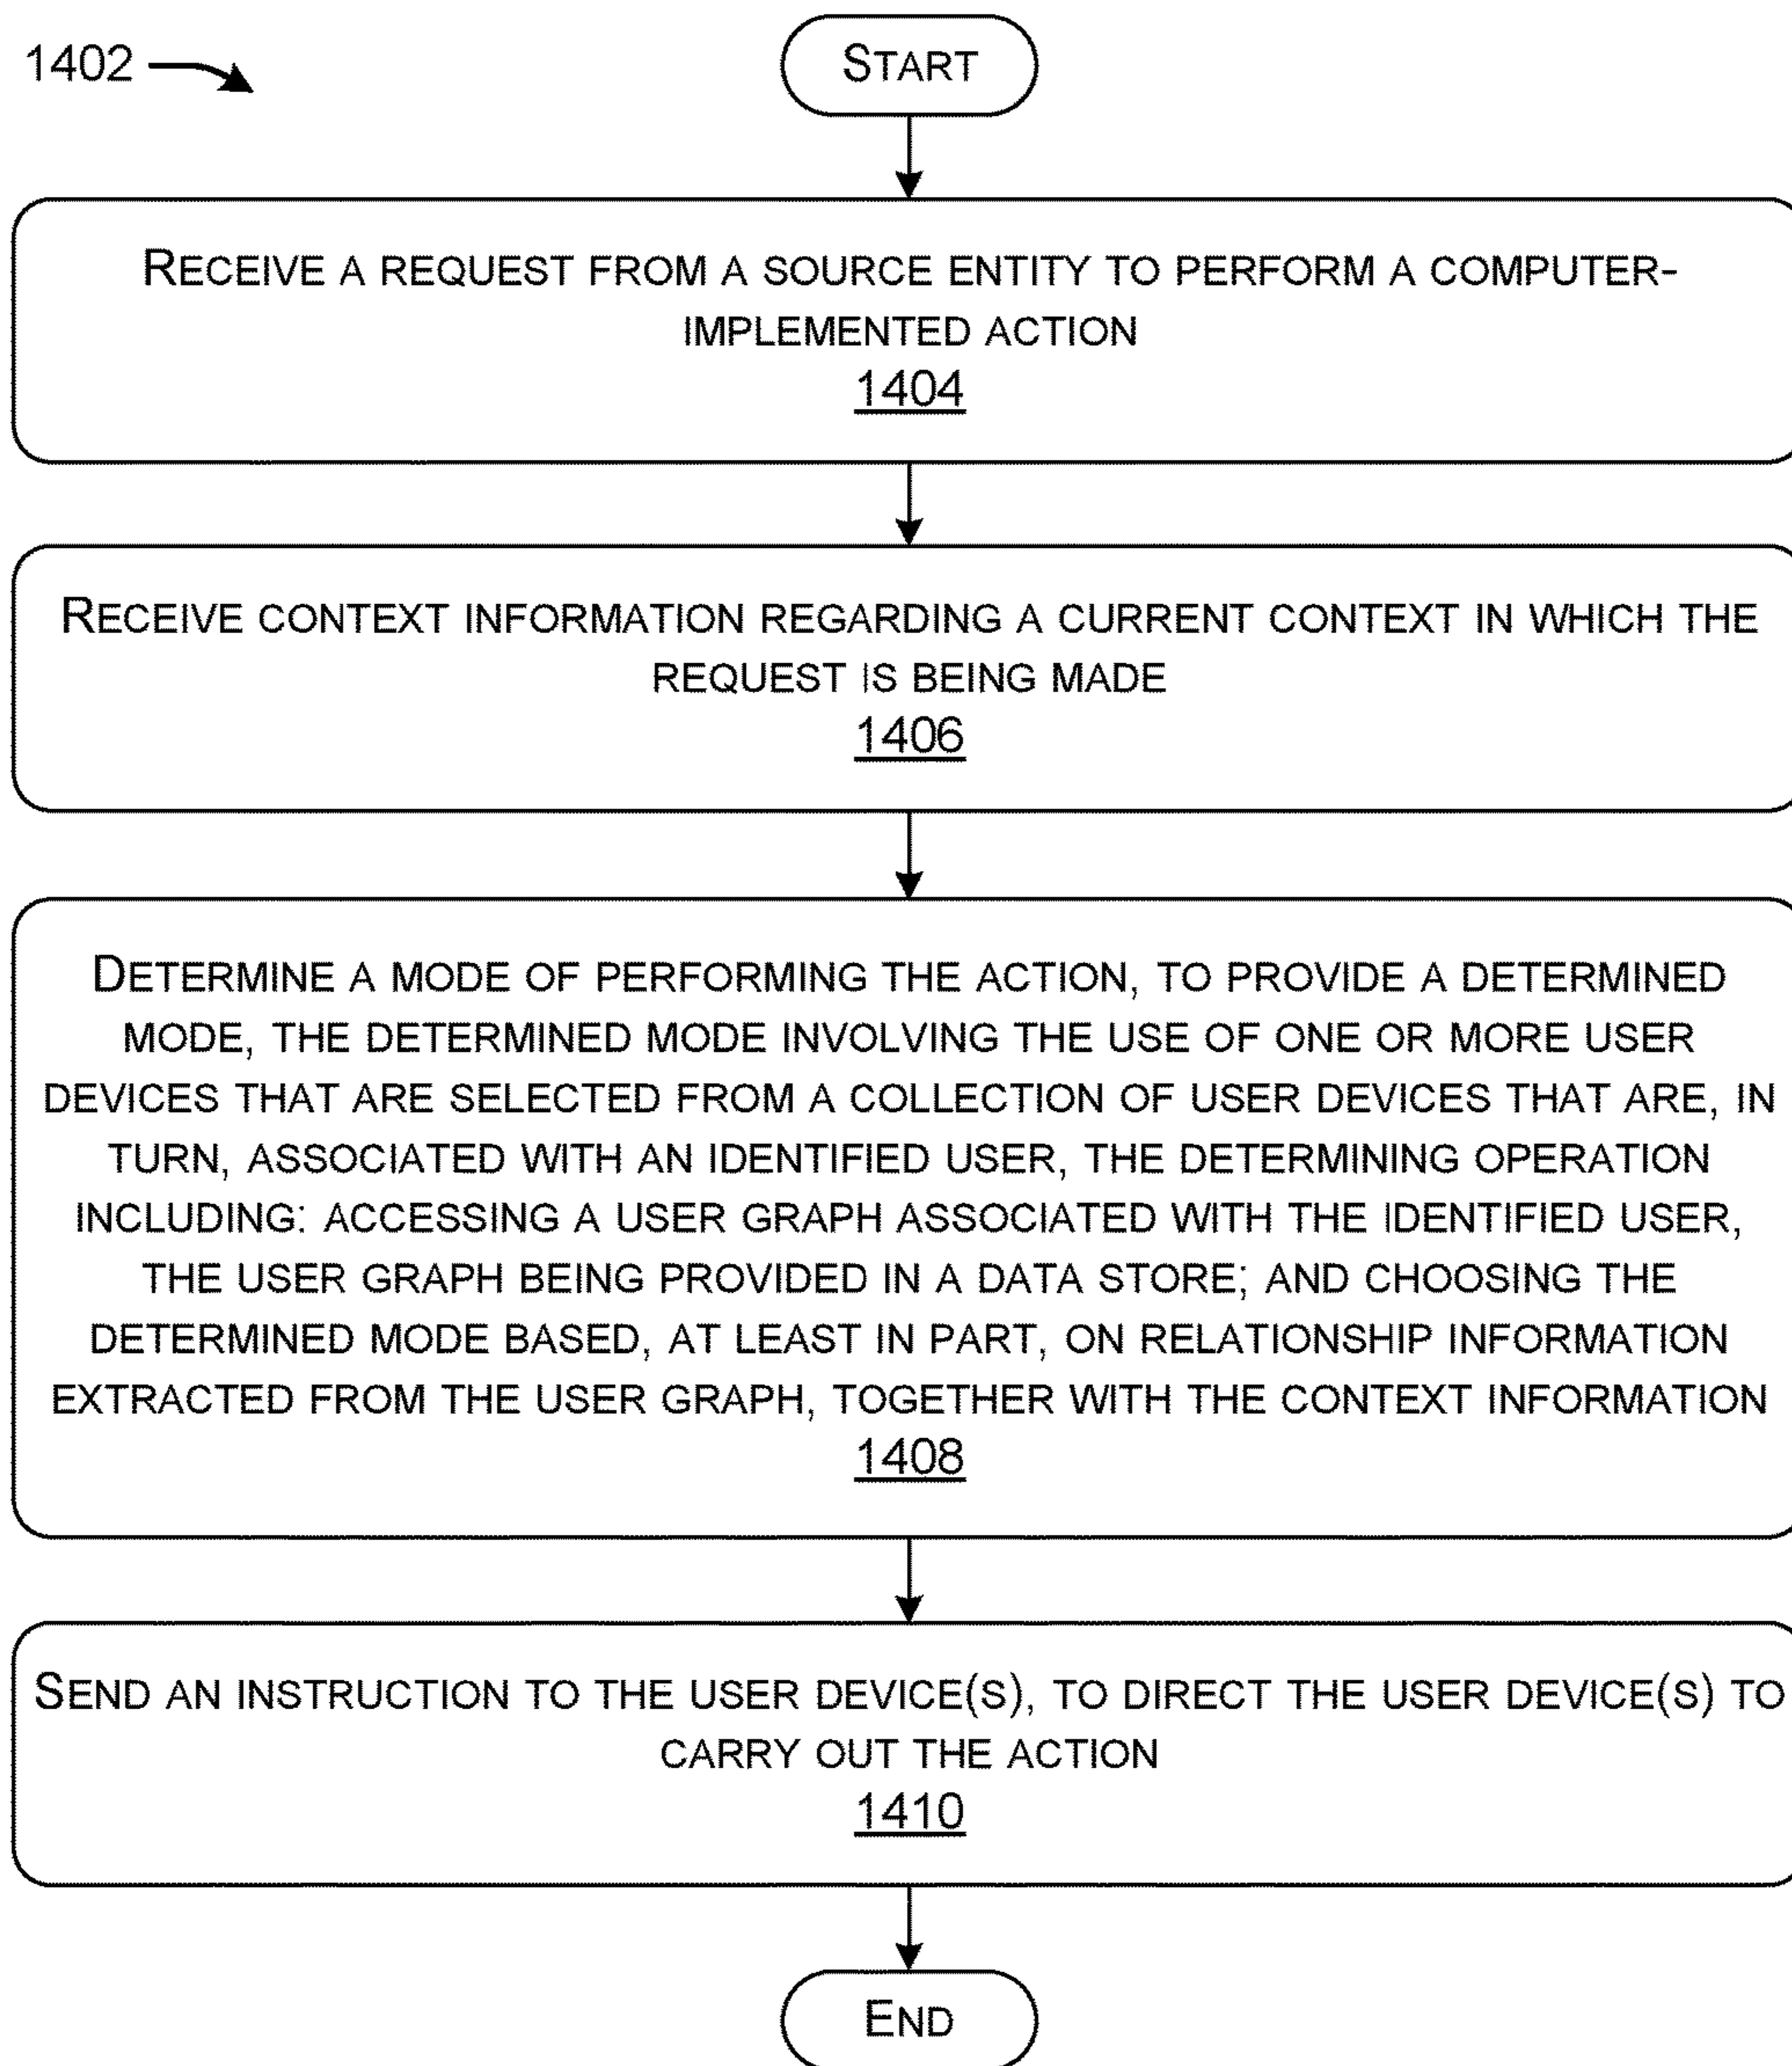 1402
START
RECEIVE A REQUEST FROM A SOURCE ENTITY TO PERFORM A COMPUTER-
IMPLEMENTED ACTION
1404
RECEIVE CONTEXT INFORMATION REGARDING A CURRENT CONTEXT IN WHICH THE
REQUEST IS BEING MADE
1406
DETERMINE A MODE OF PERFORMING THE ACTION, TO PROVIDE A DETERMINED
MODE, THE DETERMINED MODE INVOLVING THE USE OF ONE OR MORE USER
DEVICES THAT ARE SELECTED FROM A COLLECTION OF USER DEVICES THAT ARE, IN
TURN, ASSOCIATED WITH AN IDENTIFIED USER, THE DETERMINING OPERATION
INCLUDING: ACCESSING A USER GRAPH ASSOCIATED WITH THE IDENTIFIED USER,
THE USER GRAPH BEING PROVIDED IN A DATA STORE; AND CHOOSING THE
DETERMINED MODE BASED, AT LEAST IN PART, ON RELATIONSHIP INFORMATION
EXTRACTED FROM THE USER GRAPH, TOGETHER WITH THE CONTEXT INFORMATION
1408
SEND AN INSTRUCTION TO THE USER DEVICE(S), TO DIRECT THE USER DEVICE(S) TO
CARRY OUT THE ACTION
1410
END